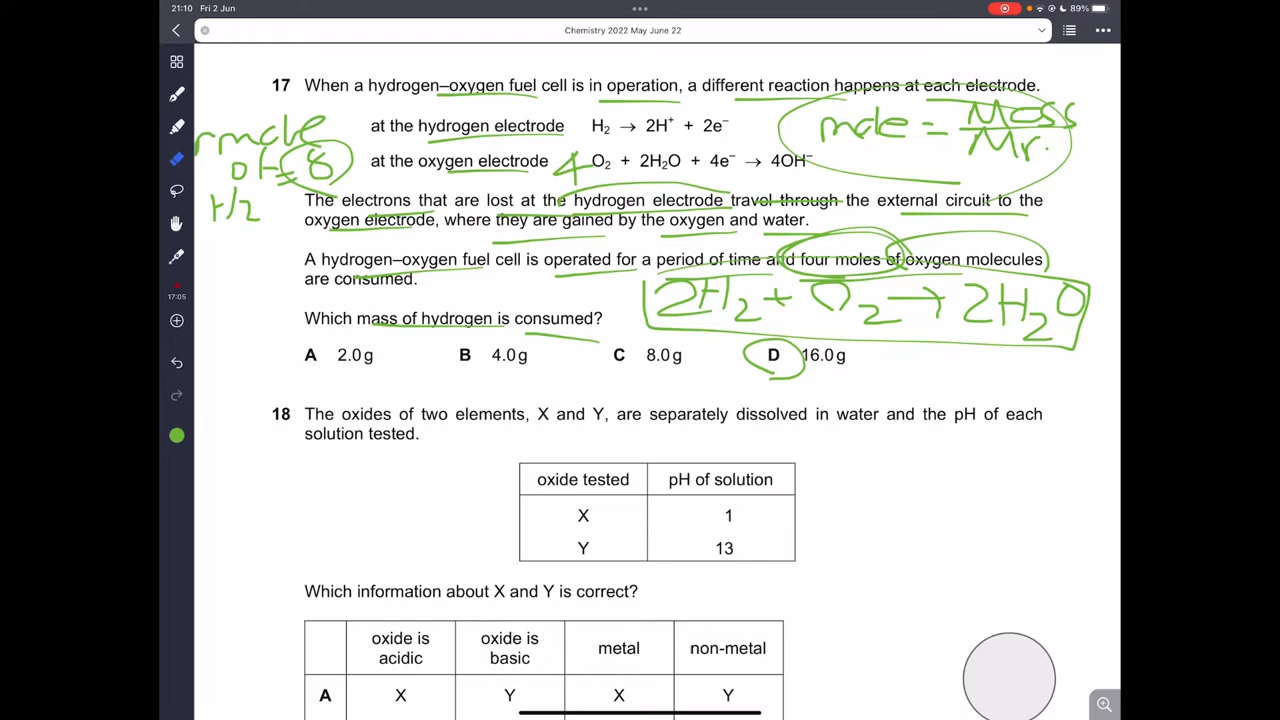 21:10 Fri 2 Jun
89%
Chemistry 2022 May June 22
17 When a hydrogen–oxygen fuel cell is in operation, a different reaction happens at each electrode.
at the hydrogen electrode H₂ → 2H⁺ + 2e⁻
mole = Mass
Mr.
at the oxygen electrode 4 O₂ + 2H₂O + 4e⁻ → 4OH⁻
mole
of = 8
H2
The electrons that are lost at the hydrogen electrode travel through the external circuit to the
oxygen electrode, where they are gained by the oxygen and water.
A hydrogen–oxygen fuel cell is operated for a period of time and four moles of oxygen molecules
are consumed.
2H₂ + O₂ → 2H₂O
Which mass of hydrogen is consumed?
A 2.0g B 4.0g C 8.0g D 16.0g
17:05
18 The oxides of two elements, X and Y, are separately dissolved in water and the pH of each
solution tested.
oxide tested pH of solution
X 1
Y 13
Which information about X and Y is correct?
oxide is acidic oxide is basic metal non-metal
A X Y X Y